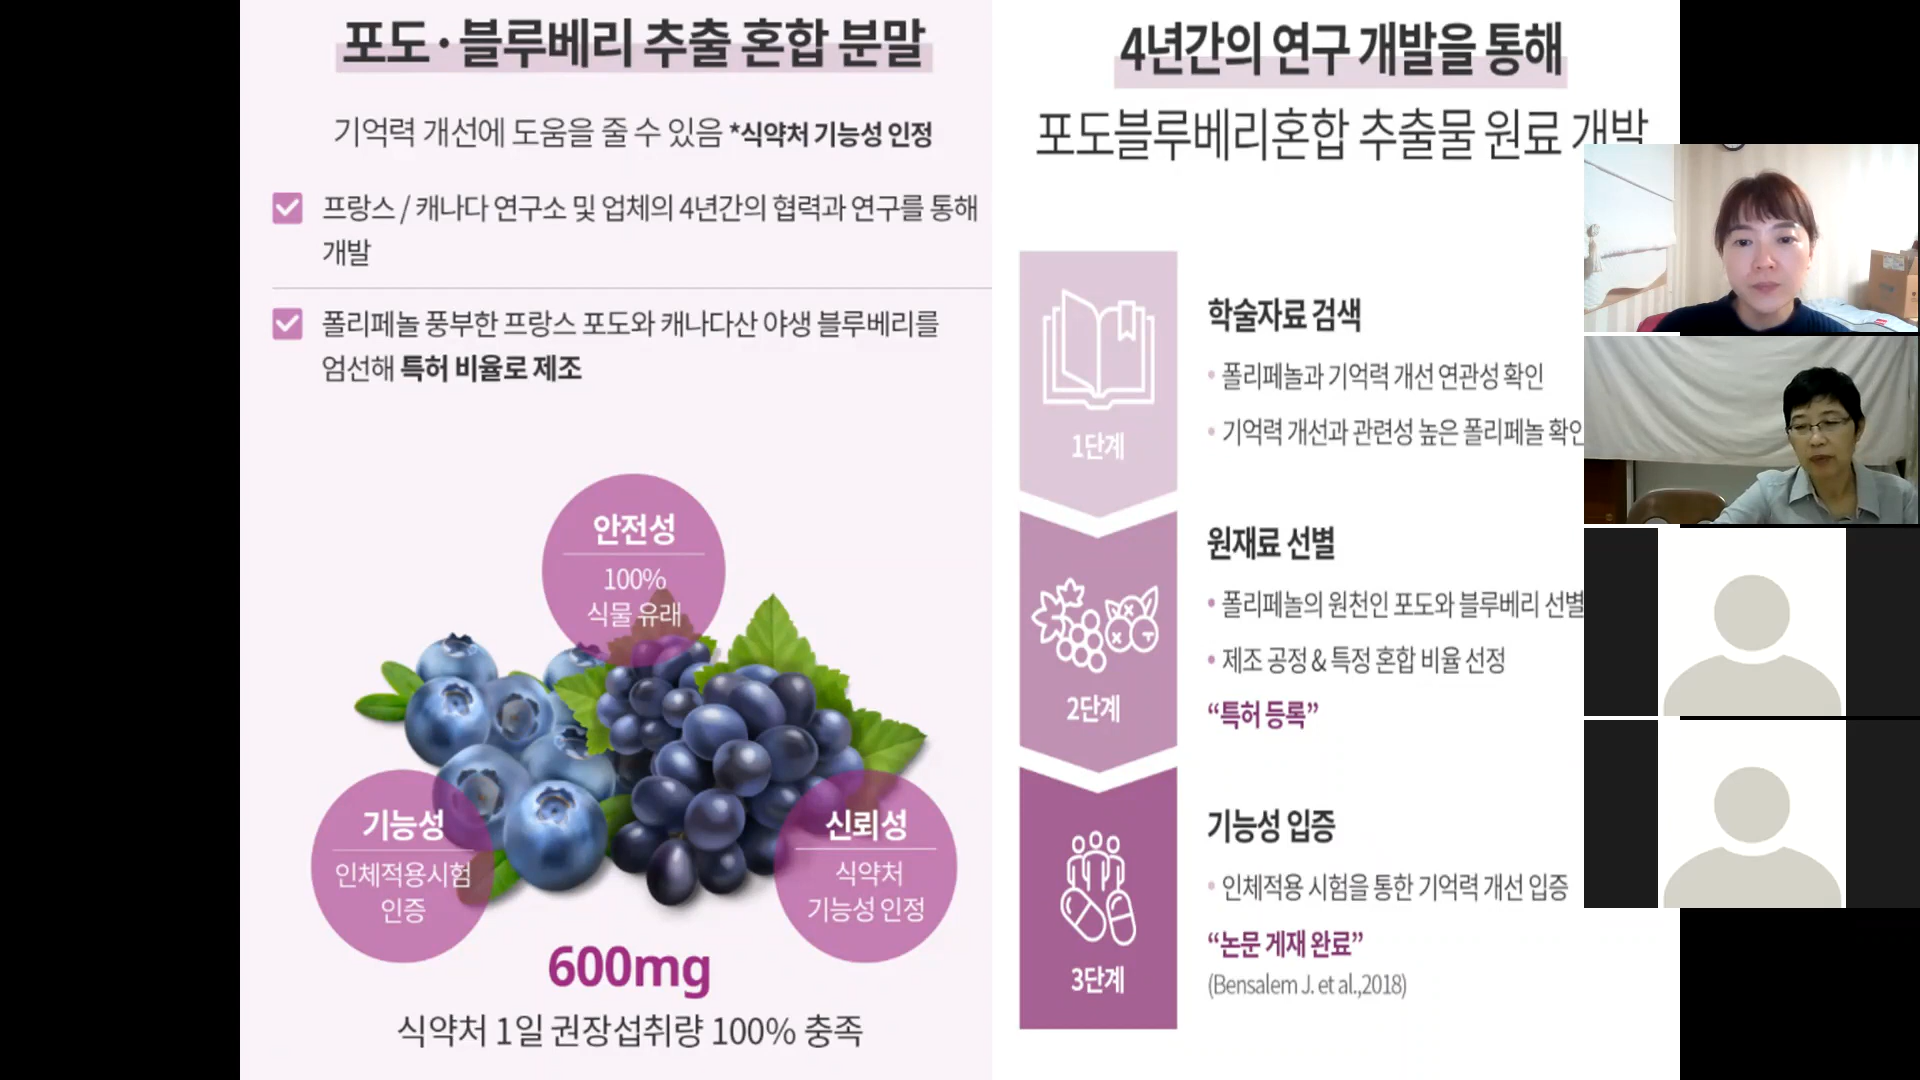 포도·블루베리 추출 혼합 분말
기억력 개선에 도움을 줄 수 있음 *식약처 기능성 인정
프랑스 / 캐나다 연구소 및 업체의 4년간의 협력과 연구를 통해
개발
폴리페놀 풍부한 프랑스 포도와 캐나다산 야생 블루베리를
엄선해 특허 비율로 제조
안전성
100%
식물 유래
기능성
인체적용시험
인증
신뢰성
식약처
기능성 인정
600mg
식약처 1일 권장섭취량 100% 충족
4년간의 연구 개발을 통해
포도블루베리혼합 추출물 원료 개발
1단계
학술자료 검색
• 폴리페놀과 기억력 개선 연관성 확인
• 기억력 개선과 관련성 높은 폴리페놀 확인
2단계
원재료 선별
• 폴리페놀의 원천인 포도와 블루베리 선별
• 제조 공정 & 특정 혼합 비율 선정
“특허 등록”
3단계
기능성 입증
• 인체적용 시험을 통한 기억력 개선 입증
“논문 게재 완료”
(Bensalem J. et al.,2018)